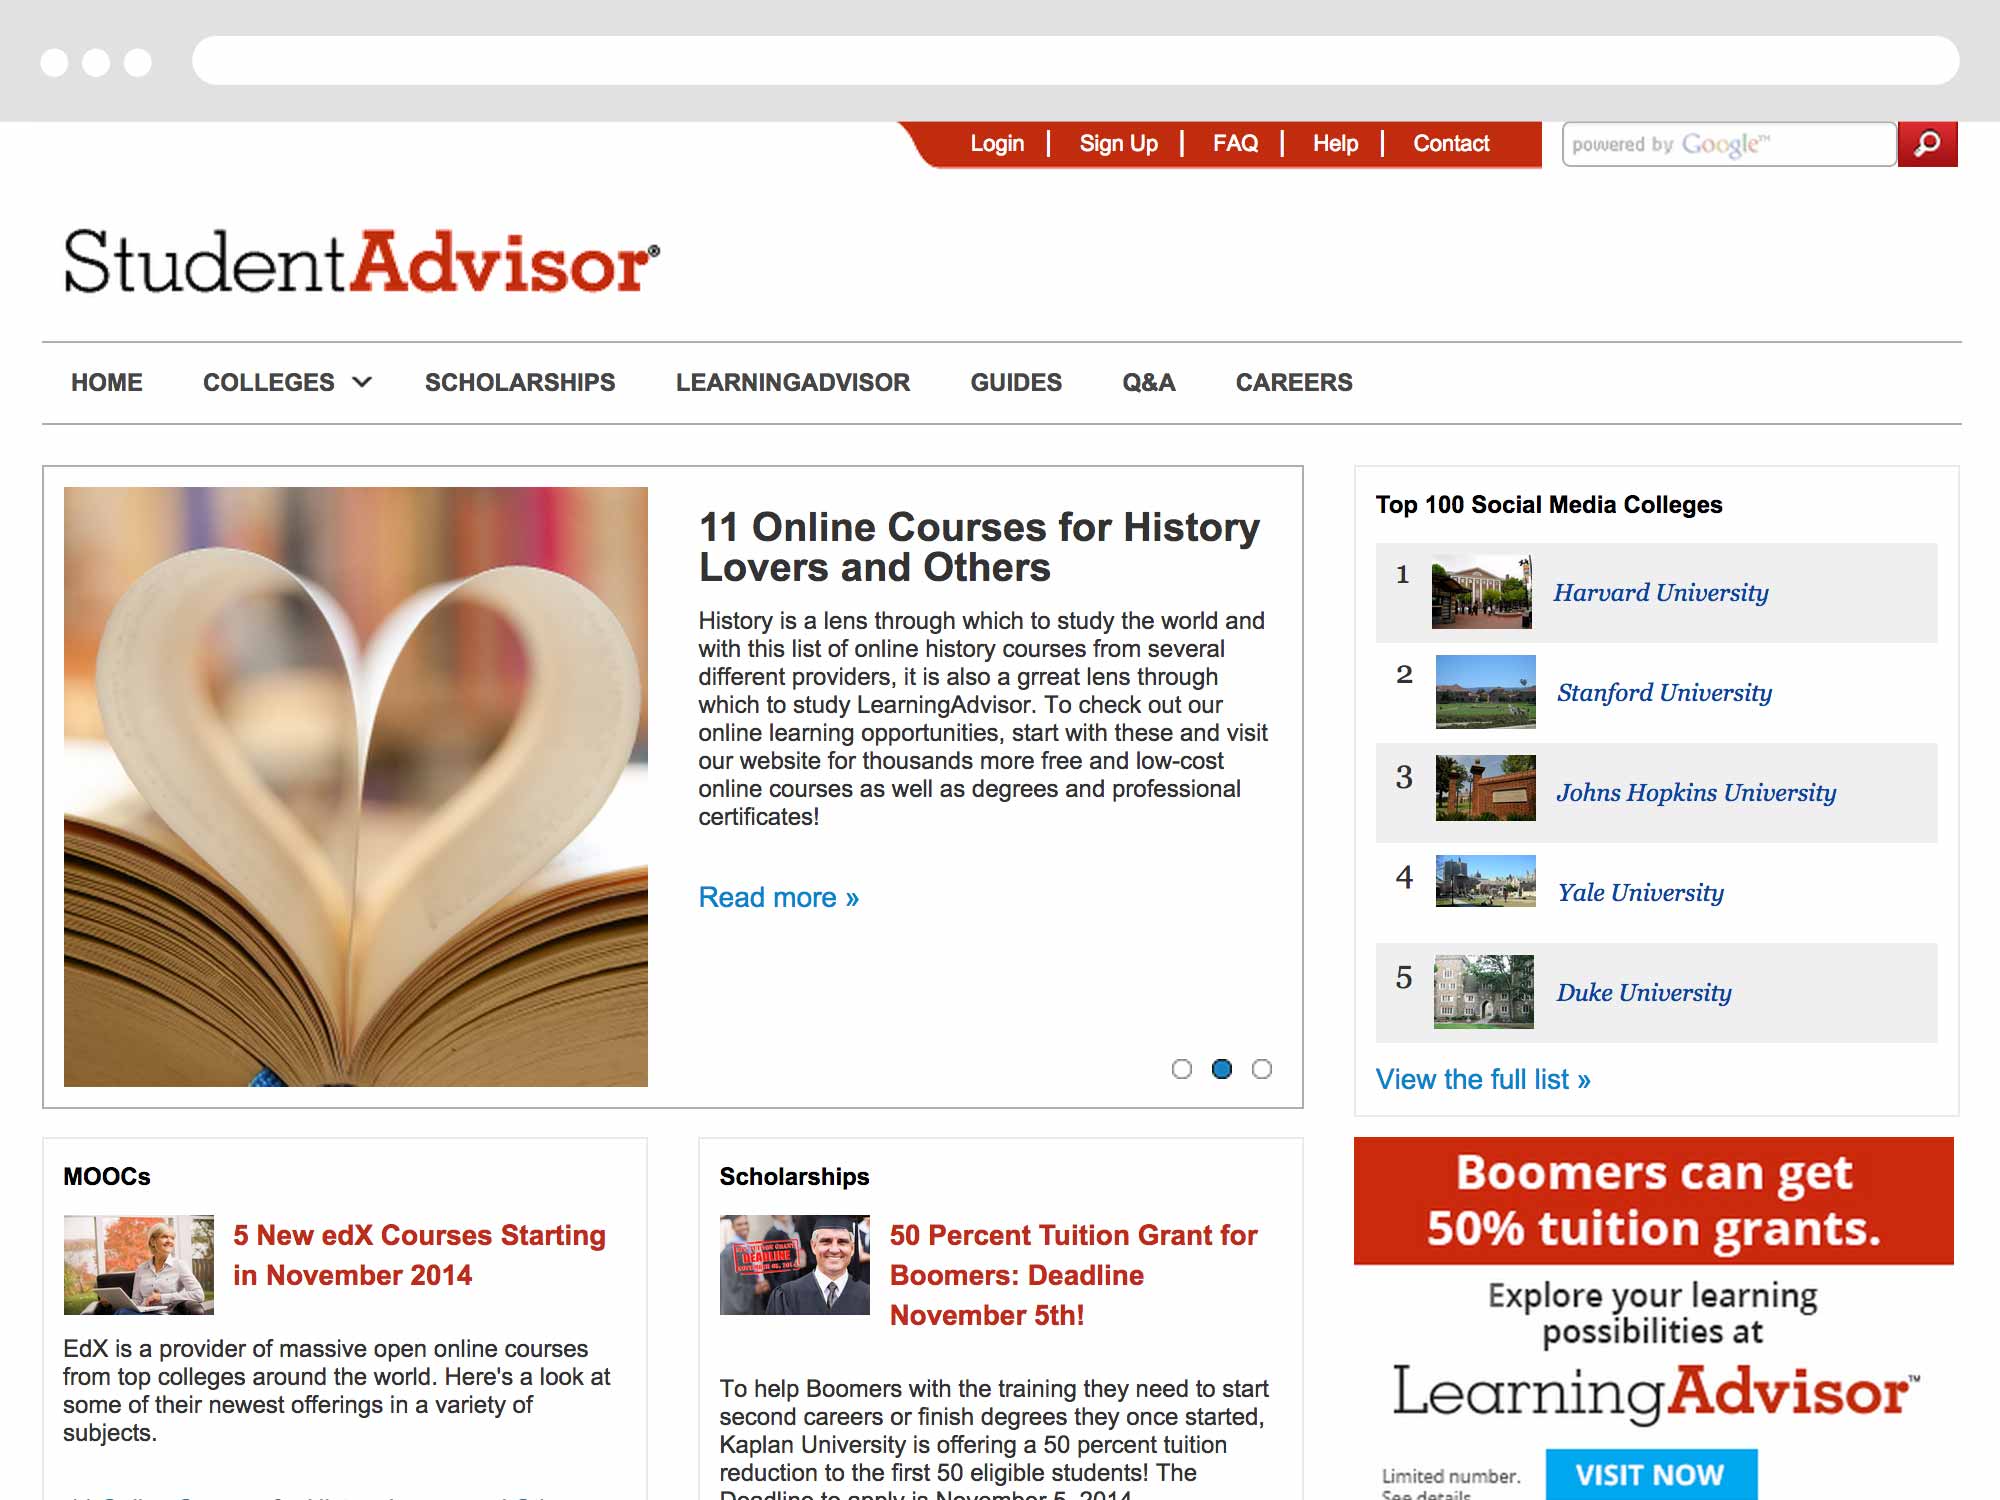 Login | Sign Up | FAQ | Help | Contact
powered by Google™
StudentAdvisor®
HOME COLLEGES SCHOLARSHIPS LEARNINGADVISOR GUIDES Q&A CAREERS
11 Online Courses for History
Lovers and Others
History is a lens through which to study the world and
with this list of online history courses from several
different providers, it is also a grreat lens through
which to study LearningAdvisor. To check out our
online learning opportunities, start with these and visit
our website for thousands more free and low-cost
online courses as well as degrees and professional
certificates!
Read more »
Top 100 Social Media Colleges
1 Harvard University
2 Stanford University
3 Johns Hopkins University
4 Yale University
5 Duke University
View the full list »
MOOCs
5 New edX Courses Starting
in November 2014
EdX is a provider of massive open online courses
from top colleges around the world. Here's a look at
some of their newest offerings in a variety of
subjects.
Scholarships
DEADLINE
50 Percent Tuition Grant for
Boomers: Deadline
November 5th!
To help Boomers with the training they need to start
second careers or finish degrees they once started,
Kaplan University is offering a 50 percent tuition
reduction to the first 50 eligible students! The
Deadline to apply is November 5, 2014.
Boomers can get
50% tuition grants.
Explore your learning
possibilities at
LearningAdvisor™
Limited number.
See details.
VISIT NOW